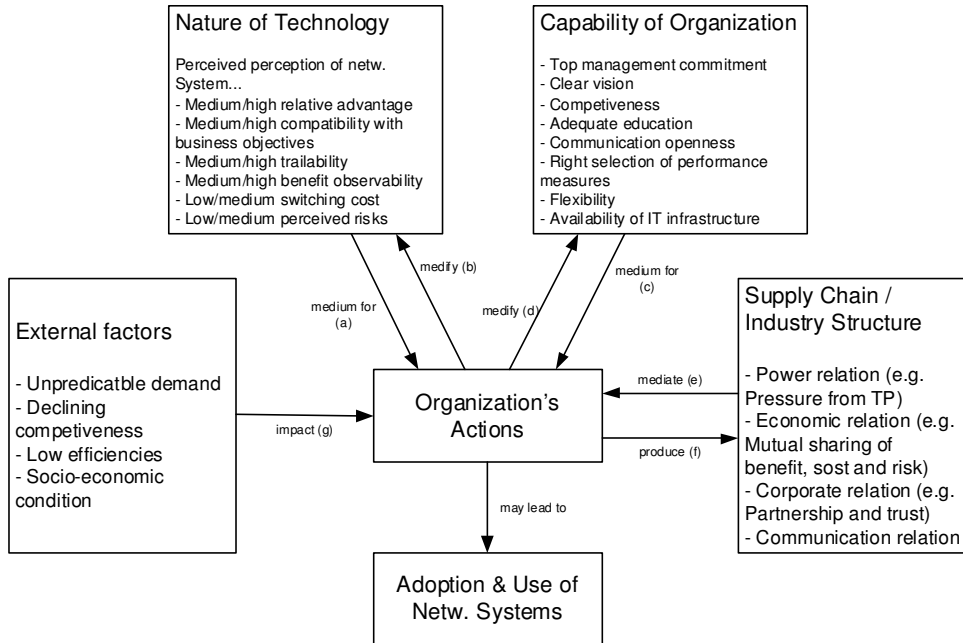 Nature of Technology
Perceived perception of netw.
System...
- Medium/high relative advantage
- Medium/high compatibility with
business objectives
- Medium/high trailability
- Medium/high benefit observability
- Low/medium switching cost
- Low/medium perceived risks
Capability of Organization
- Top management commitment
- Clear vision
- Competiveness
- Adequate education
- Communication openness
- Right selection of performance
measures
- Flexibility
- Availability of IT infrastructure
medium for
(a)
medify (b)
medify (d)
medium for
(c)
External factors
- Unpredicatble demand
- Declining
competiveness
- Low efficiencies
- Socio-economic
condition
impact (g)
Organization's
Actions
mediate (e)
produce (f)
Supply Chain /
Industry Structure
- Power relation (e.g.
Pressure from TP)
- Economic relation (e.g.
Mutual sharing of
benefit, sost and risk)
- Corporate relation (e.g.
Partnership and trust)
- Communication relation
may lead to
Adoption & Use of
Netw. Systems